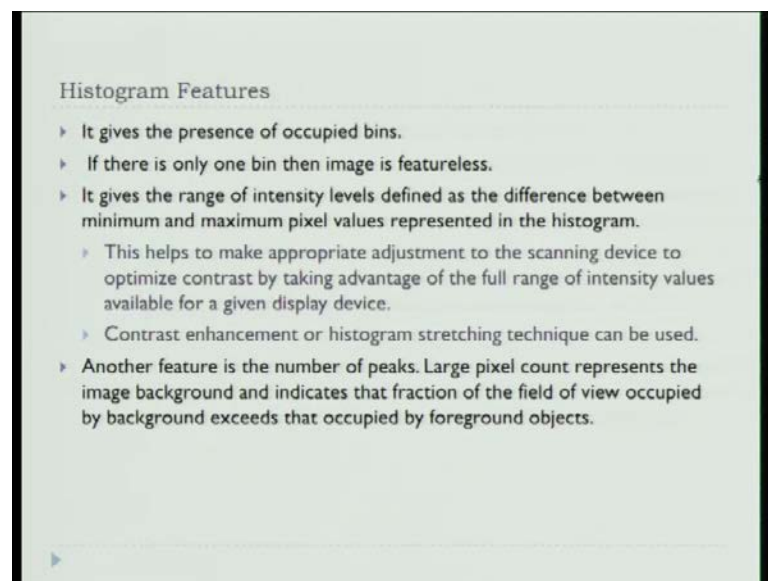 Histogram Features
It gives the presence of occupied bins.
If there is only one bin then image is featureless.
It gives the range of intensity levels defined as the difference between
minimum and maximum pixel values represented in the histogram.
This helps to make appropriate adjustment to the scanning device to
optimize contrast by taking advantage of the full range of intensity values
available for a given display device.
Contrast enhancement or histogram stretching technique can be used.
Another feature is the number of peaks. Large pixel count represents the
image background and indicates that fraction of the field of view occupied
by background exceeds that occupied by foreground objects.